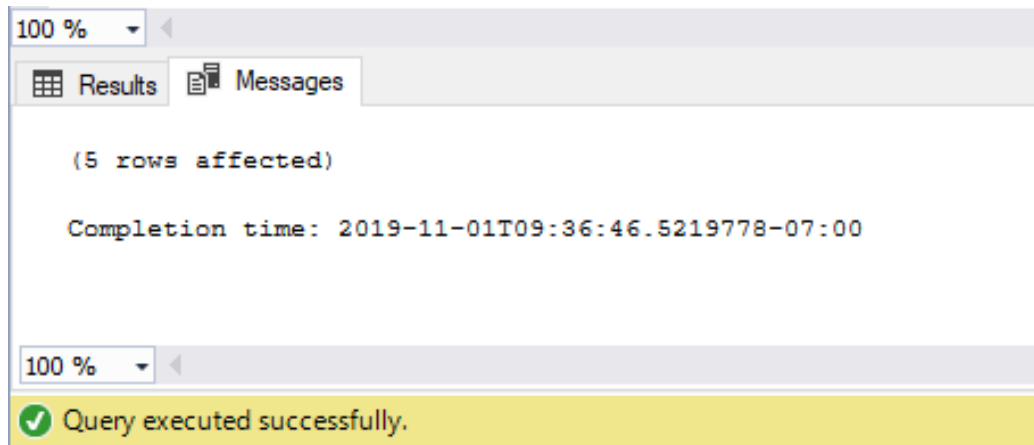 100 %
Results Messages
(5 rows affected)
Completion time: 2019-11-01T09:36:46.5219778-07:00
100 %
Query executed successfully.